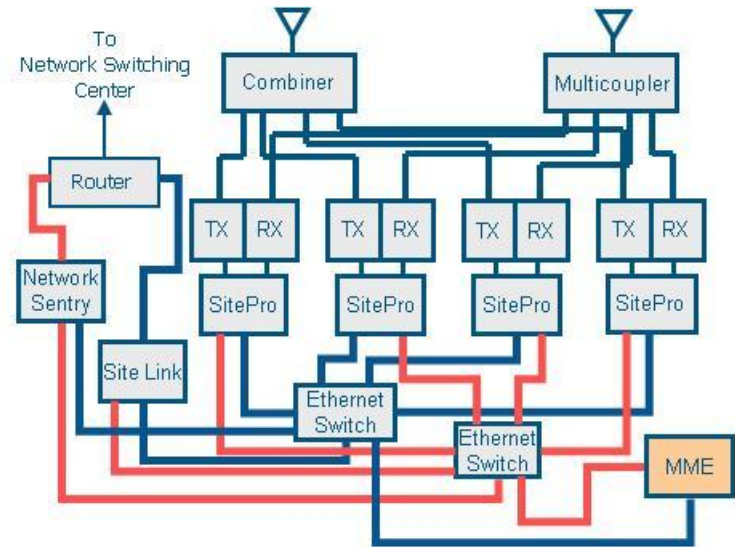 To
Network Switching
Center
Combiner
Multicoupler
Router
TX RX
TX RX
TX RX
TX RX
Network
Sentry
SitePro
SitePro
SitePro
SitePro
Site Link
Ethernet
Switch
Ethernet
Switch
MME